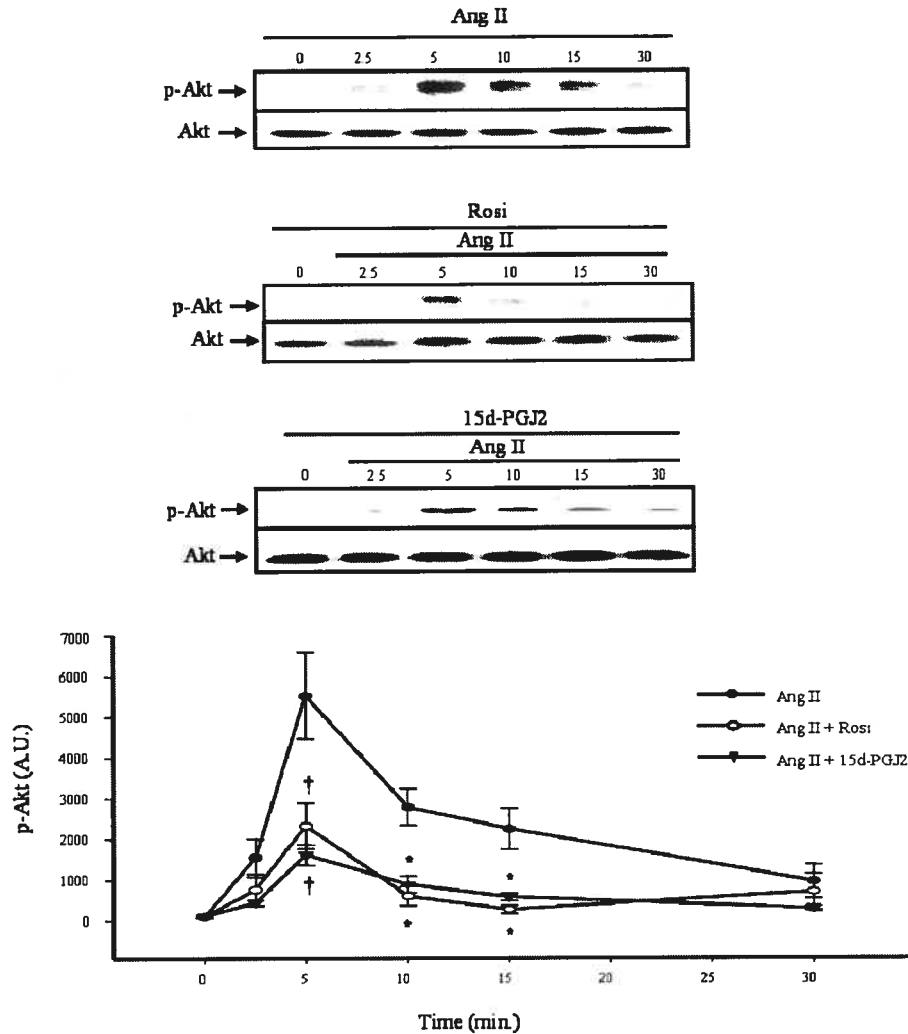 Ang II
0 2.5 5 10 15 30
p-Akt
Akt
Rosi
Ang II
0 2.5 5 10 15 30
p-Akt
Akt
15d-PGJ2
Ang II
0 2.5 5 10 15 30
p-Akt
Akt
7000
6000
5000
4000
3000
2000
1000
0
p-Akt (A.U.)
Ang II
Ang II + Rosi
Ang II + 15d-PGJ2
†
†
*
*
*
*
0 5 10 15 20 25 30
Time (min.)